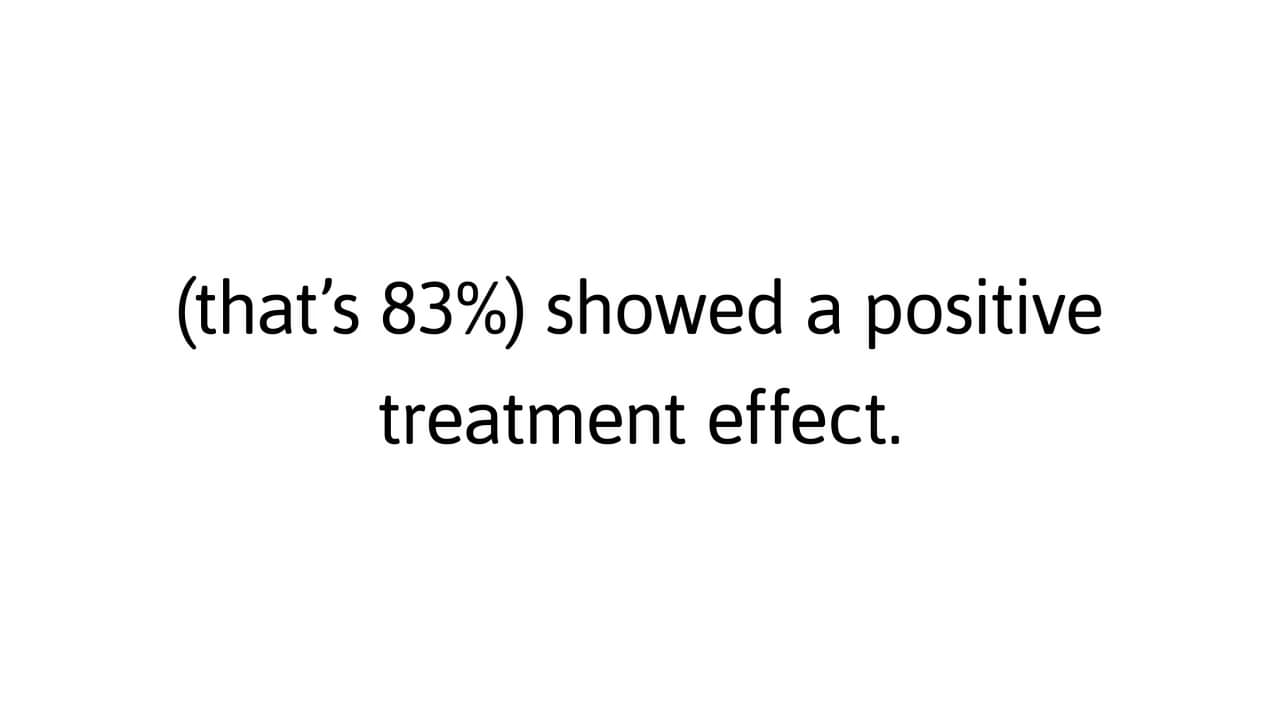 (that’s 83%) showed a positive
treatment effect.